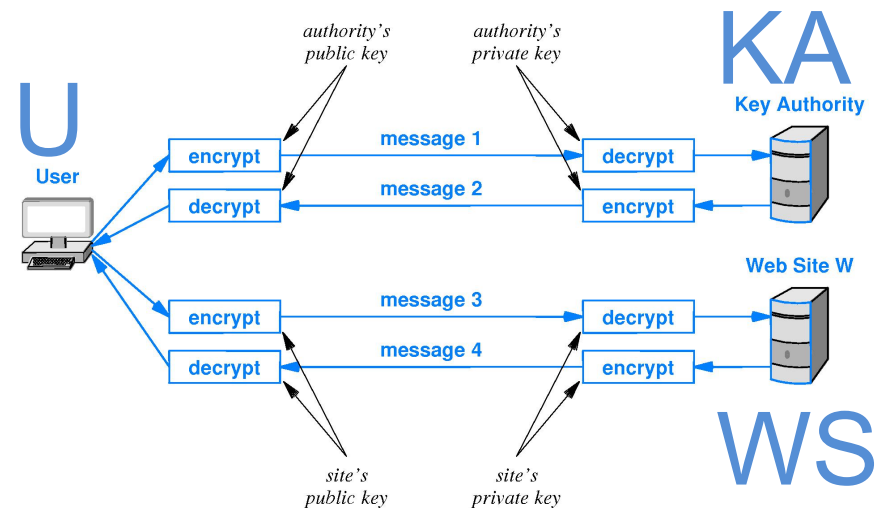 authority's
public key
authority's
private key
KA
Key Authority
U
User
encrypt
message 1
decrypt
decrypt
message 2
encrypt
Web Site W
encrypt
message 3
decrypt
decrypt
message 4
encrypt
WS
site's
public key
site's
private key